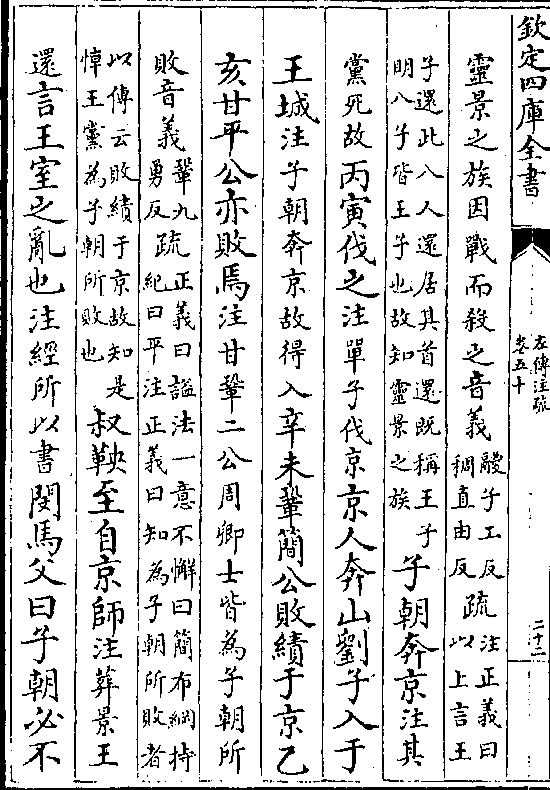 欽定四庫全書
左傳注疏
卷五十
二十二
靈景之族因戰而殺之音義鬷子工反稠直由反疏注正義曰以上言王
子還此八人還居其首還既稱王子明八子皆王子也故知靈景之族子朝奔京注其
黨死故丙寅伐之注單子伐京京人奔山劉子入于
王城注子朝奔京故得入辛未鞏簡公敗績于京乙
亥甘平公亦敗焉注甘鞏二公周卿士皆為子朝所
敗音義鞏九勇反疏正義曰諡法一意不懈曰簡布綱持紀曰平注正義曰知為子朝所敗者
以傳云敗績于京故知是悼王黨為子朝所敗也叔鞅至自京師注葬景王
還言王室之亂也注經所以書閔馬父曰子朝必不